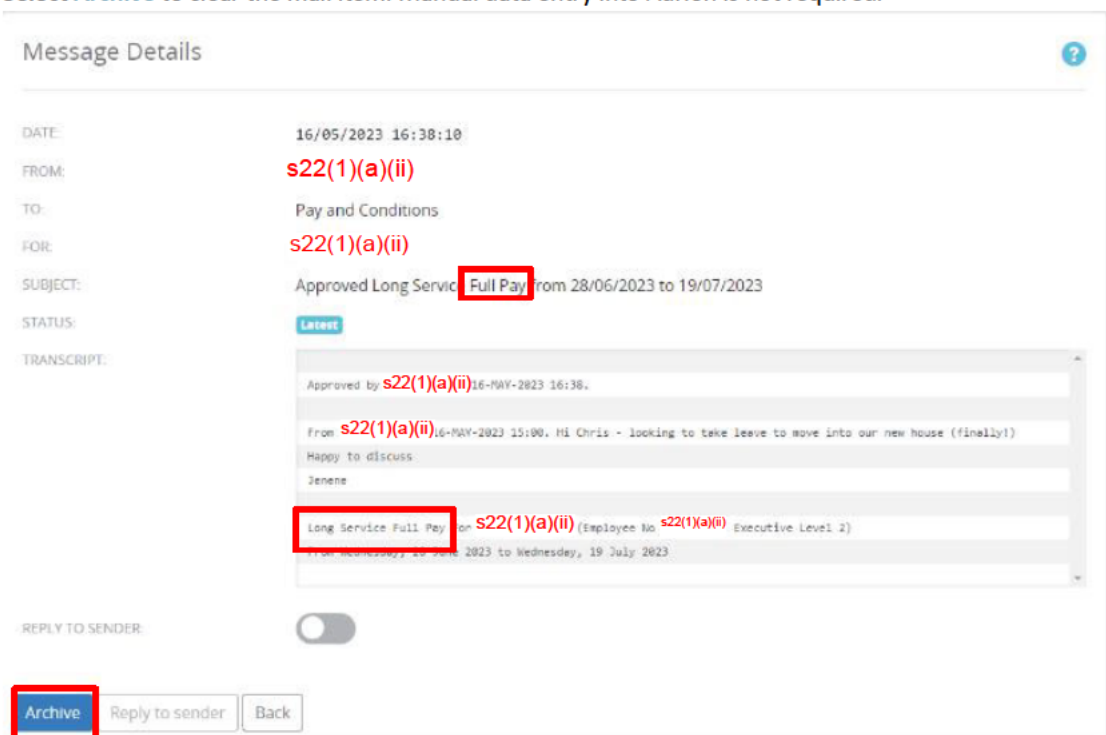 Message Details
?
DATE: 16/05/2023 16:38:10
FROM: s22(1)(a)(ii)
TO: Pay and Conditions
FOR: s22(1)(a)(ii)
SUBJECT: Approved Long Servic Full Pay from 28/06/2023 to 19/07/2023
STATUS: Latest
TRANSCRIPT:
Approved by s22(1)(a)(ii) 16-MAY-2023 16:38.
From s22(1)(a)(ii) 16-MAY-2023 15:00. Hi Chris - looking to take leave to move into our new house (finally!)
Happy to discuss
Jenene
Long Service Full Pay for s22(1)(a)(ii) (Employee No s22(1)(a)(ii) Executive Level 2)
From Wednesday, 28 June 2023 to Wednesday, 19 July 2023
REPLY TO SENDER:
Archive Reply to sender Back